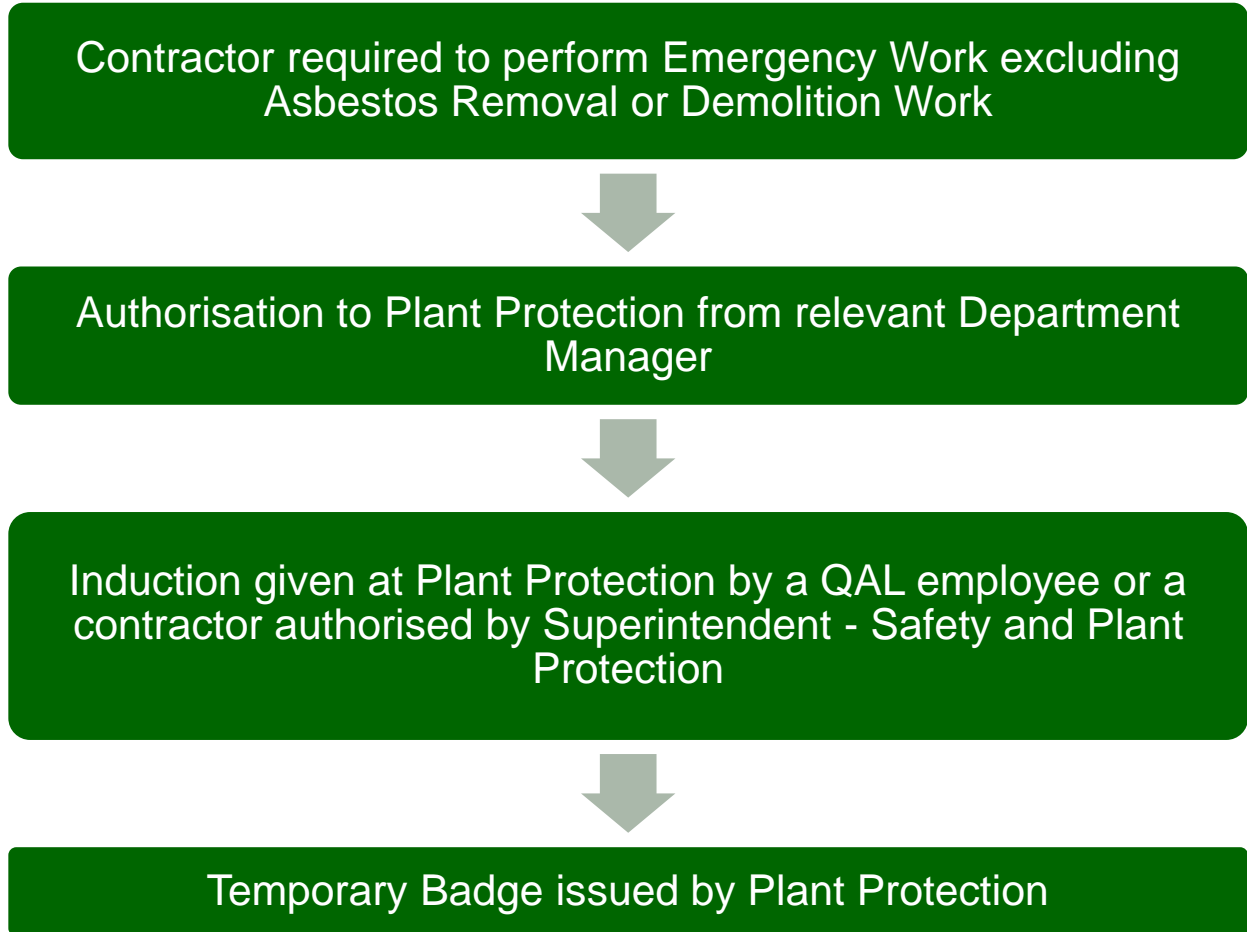 Contractor required to perform Emergency Work excluding
Asbestos Removal or Demolition Work
Authorisation to Plant Protection from relevant Department
Manager
Induction given at Plant Protection by a QAL employee or a
contractor authorised by Superintendent - Safety and Plant
Protection
Temporary Badge issued by Plant Protection